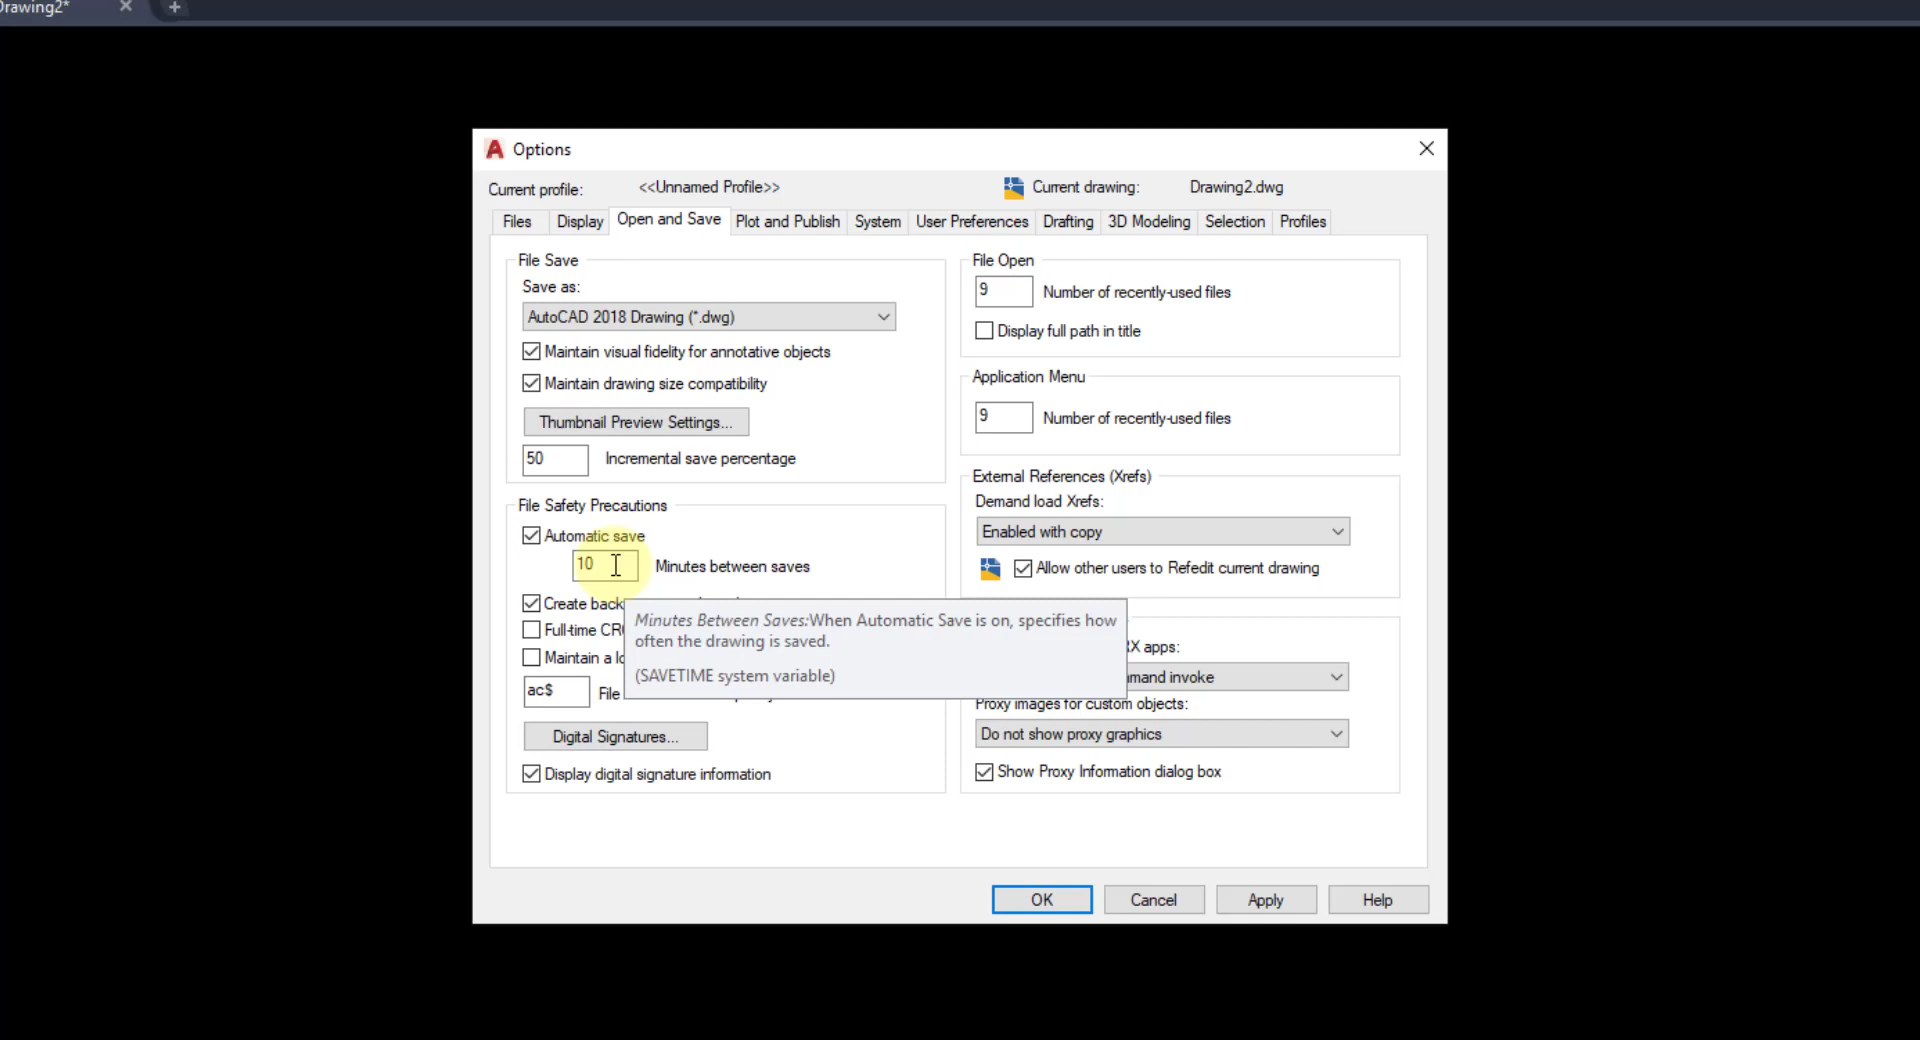 Drawing2*
Options
Current profile: <<Unnamed Profile>> Current drawing: Drawing2.dwg
Files Display Open and Save Plot and Publish System User Preferences Drafting 3D Modeling Selection Profiles
File Save
Save as:
AutoCAD 2018 Drawing (*.dwg)
Maintain visual fidelity for annotative objects
Maintain drawing size compatibility
Thumbnail Preview Settings...
50 Incremental save percentage
File Safety Precautions
Automatic save
10 Minutes between saves
Create back
Full-time CR
Maintain a lo
ac$ File
Digital Signatures...
Display digital signature information
Minutes Between Saves:When Automatic Save is on, specifies how
often the drawing is saved.
(SAVETIME system variable)
File Open
9 Number of recently-used files
Display full path in title
Application Menu
9 Number of recently-used files
External References (Xrefs)
Demand load Xrefs:
Enabled with copy
Allow other users to Refedit current drawing
RX apps:
mand invoke
Proxy images for custom objects:
Do not show proxy graphics
Show Proxy Information dialog box
OK Cancel Apply Help